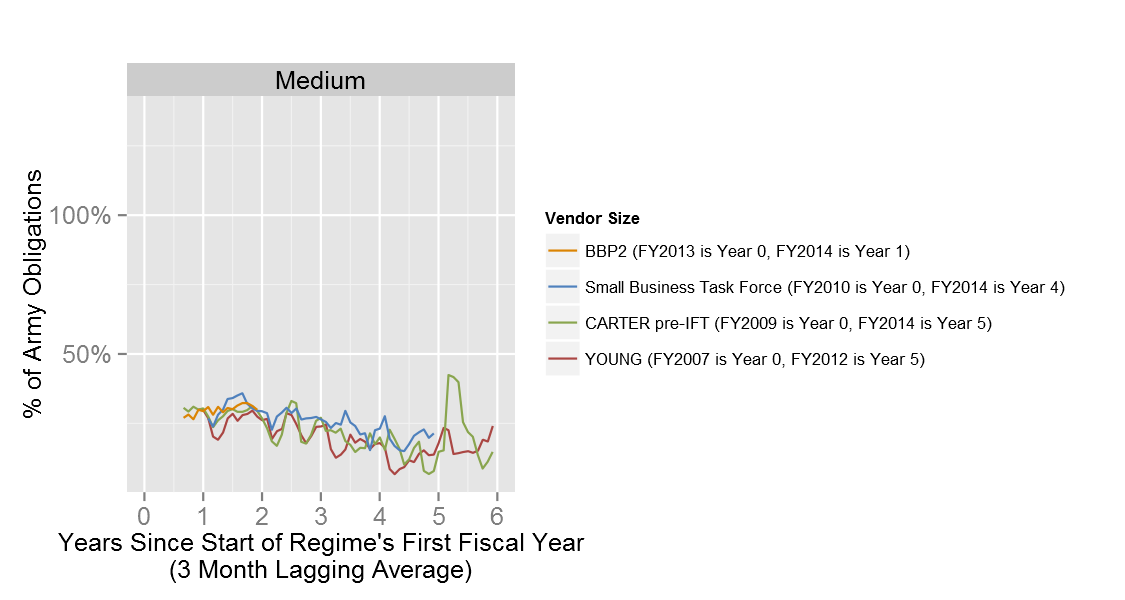 Medium
% of Army Obligations
100%
50%
0 1 2 3 4 5 6
Years Since Start of Regime's First Fiscal Year
(3 Month Lagging Average)
Vendor Size
BBP2 (FY2013 is Year 0, FY2014 is Year 1)
Small Business Task Force (FY2010 is Year 0, FY2014 is Year 4)
CARTER pre-IFT (FY2009 is Year 0, FY2014 is Year 5)
YOUNG (FY2007 is Year 0, FY2012 is Year 5)